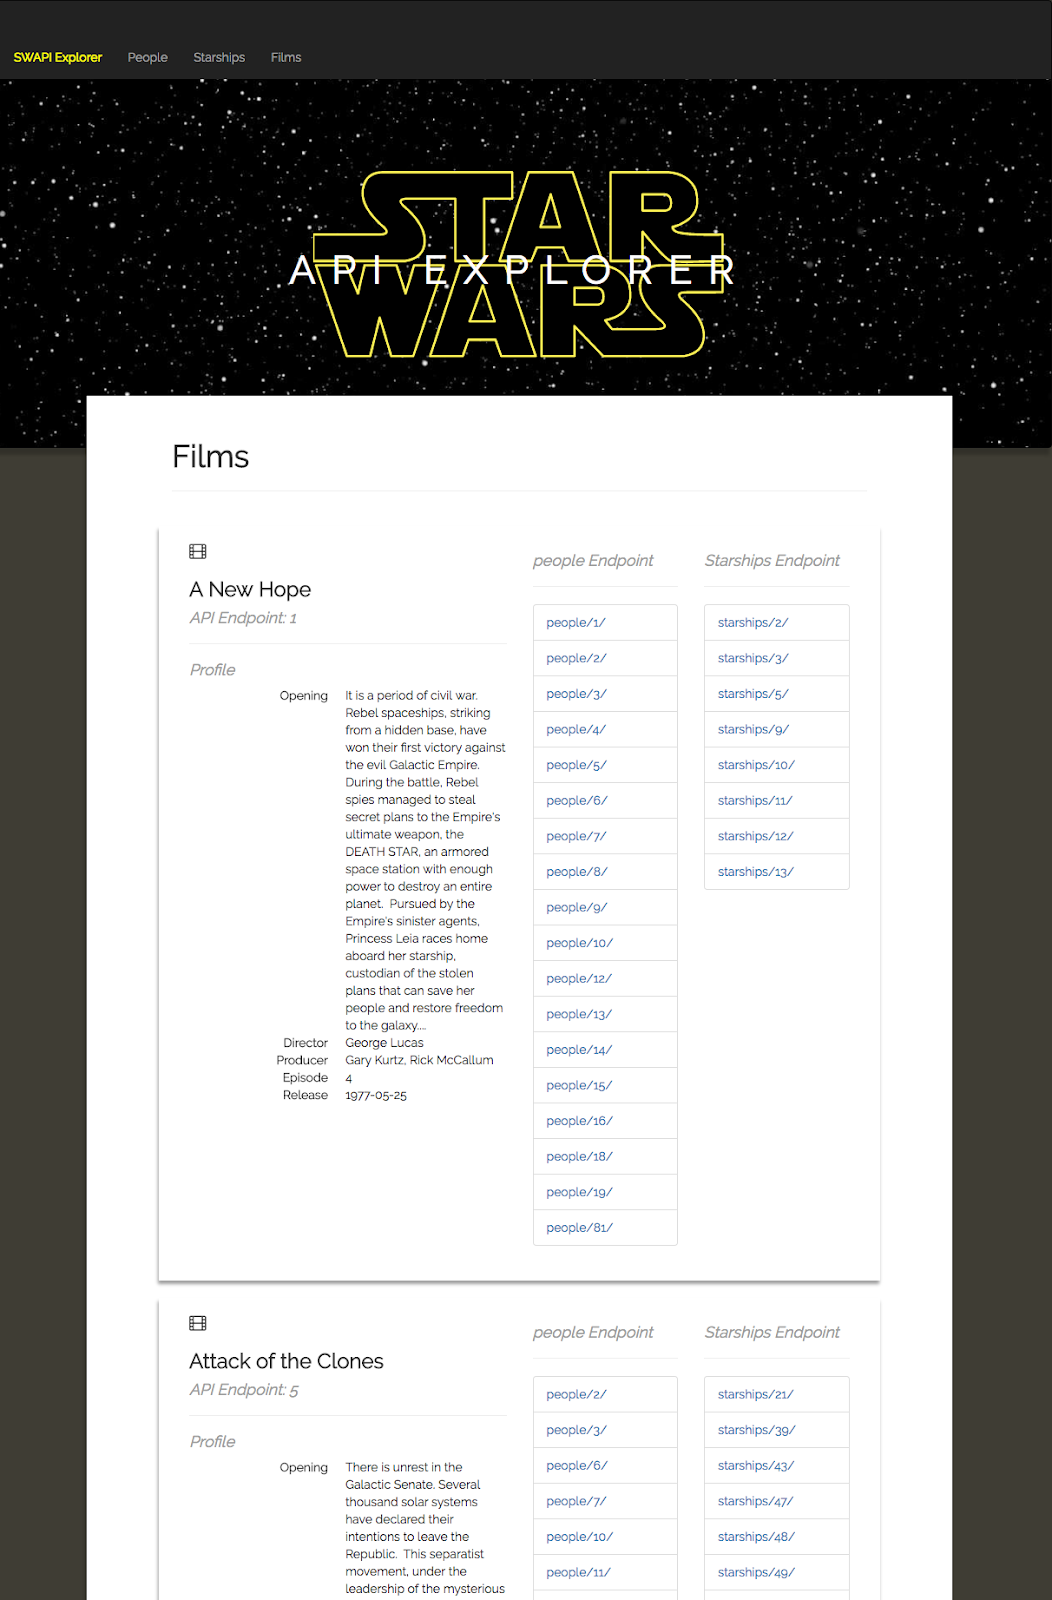 SWAPI Explorer People Starships Films
STAR
API EXPLORER
WARS
Films
A New Hope
API Endpoint: 1
Profile
Opening It is a period of civil war.
Rebel spaceships, striking
from a hidden base, have
won their first victory against
the evil Galactic Empire.
During the battle, Rebel
spies managed to steal
secret plans to the Empire's
ultimate weapon, the
DEATH STAR, an armored
space station with enough
power to destroy an entire
planet.  Pursued by the
Empire's sinister agents,
Princess Leia races home
aboard her starship,
custodian of the stolen
plans that can save her
people and restore freedom
to the galaxy....
Director George Lucas
Producer Gary Kurtz, Rick McCallum
Episode 4
Release 1977-05-25
people Endpoint
people/1/
people/2/
people/3/
people/4/
people/5/
people/6/
people/7/
people/8/
people/9/
people/10/
people/12/
people/13/
people/14/
people/15/
people/16/
people/18/
people/19/
people/81/
Starships Endpoint
starships/2/
starships/3/
starships/5/
starships/9/
starships/10/
starships/11/
starships/12/
starships/13/
Attack of the Clones
API Endpoint: 5
Profile
Opening There is unrest in the
Galactic Senate. Several
thousand solar systems
have declared their
intentions to leave the
Republic.  This separatist
movement, under the
leadership of the mysterious
people Endpoint
people/2/
people/3/
people/6/
people/7/
people/10/
people/11/
Starships Endpoint
starships/21/
starships/39/
starships/43/
starships/47/
starships/48/
starships/49/